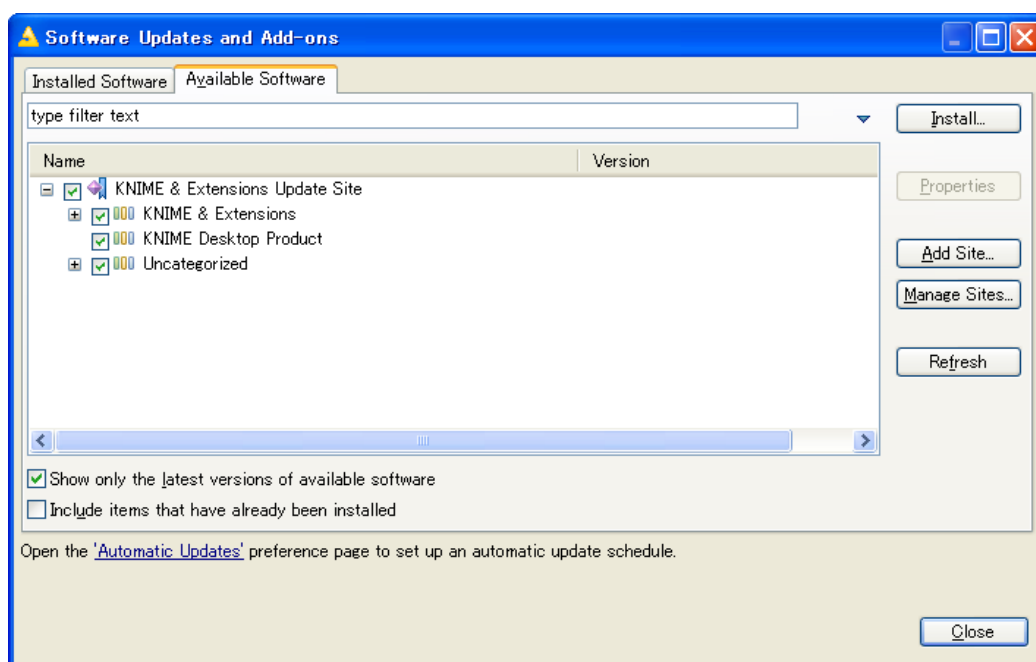 Software Updates and Add-ons
Installed Software
Available Software
type filter text
Install...
Name
Version
KNIME & Extensions Update Site
KNIME & Extensions
KNIME Desktop Product
Uncategorized
Properties
Add Site...
Manage Sites...
Refresh
Show only the latest versions of available software
Include items that have already been installed
Open the 'Automatic Updates' preference page to set up an automatic update schedule.
Close